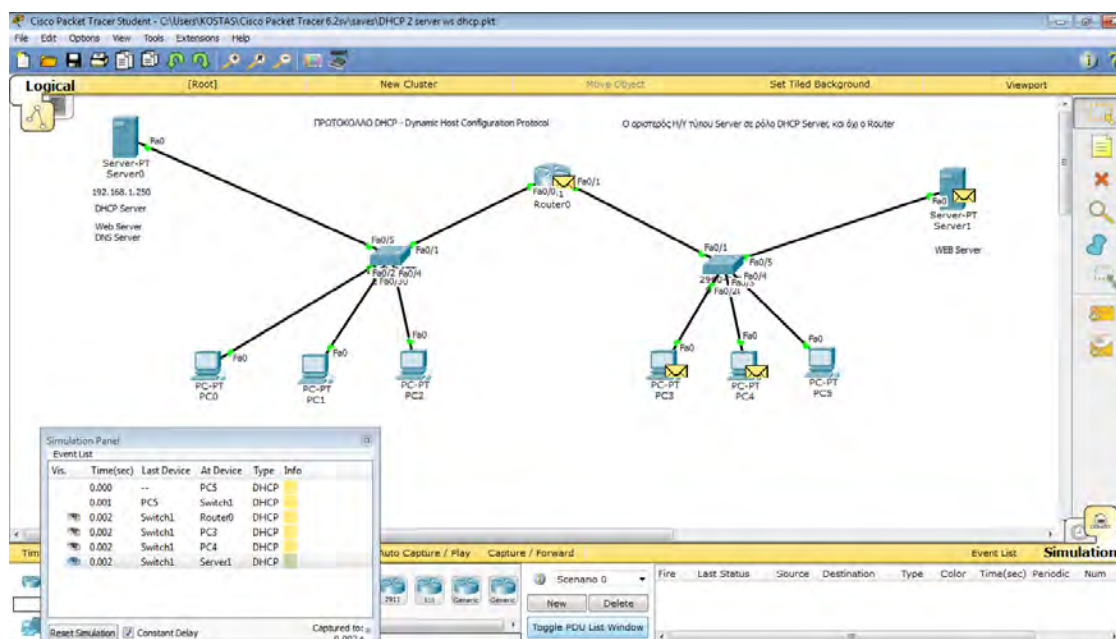 Cisco Packet Tracer Student - C:\Users\KOSTAS\Cisco Packet Tracer 6.2sv\saves\DHCP 2 server ws dhcp.pkt
File Edit Options View Tools Extensions Help
Logical [Root] New Cluster Move Object Set Tiled Background Viewport
ΠΡΩΤΟΚΟΛΛΟ DHCP - Dynamic Host Configuration Protocol
Ο αριστερός Η/Υ τύπου Server σε ρόλο DHCP Server, και όχι ο Router
Fa0
Server-PT
Server0
192.168.1.250
DHCP Server
Web Server
DNS Server
Fa0/0
Fa0/1
Router0
Fa0
Server-PT
Server1
WEB Server
Fa0/5
Fa0/1
Fa0/2
Fa0/4
Fa0/1
Fa0/5
Fa0/4
Fa0
PC-PT
PC0
Fa0
PC-PT
PC1
Fa0
PC-PT
PC2
Fa0
PC-PT
PC3
Fa0
PC-PT
PC4
Fa0
PC-PT
PC5
Simulation Panel
Event List
Vis. Time(sec) Last Device At Device Type Info
0.000 -- PC5 DHCP
0.001 PC5 Switch1 DHCP
0.002 Switch1 Router0 DHCP
0.002 Switch1 PC3 DHCP
0.002 Switch1 PC4 DHCP
0.002 Switch1 Server1 DHCP
Reset Simulation Constant Delay Captured to:
Auto Capture / Play Capture / Forward Event List Simulation
2911 Generic Generic
Scenario 0
New Delete
Toggle PDU List Window
Fire Last Status Source Destination Type Color Time(sec) Periodic Num